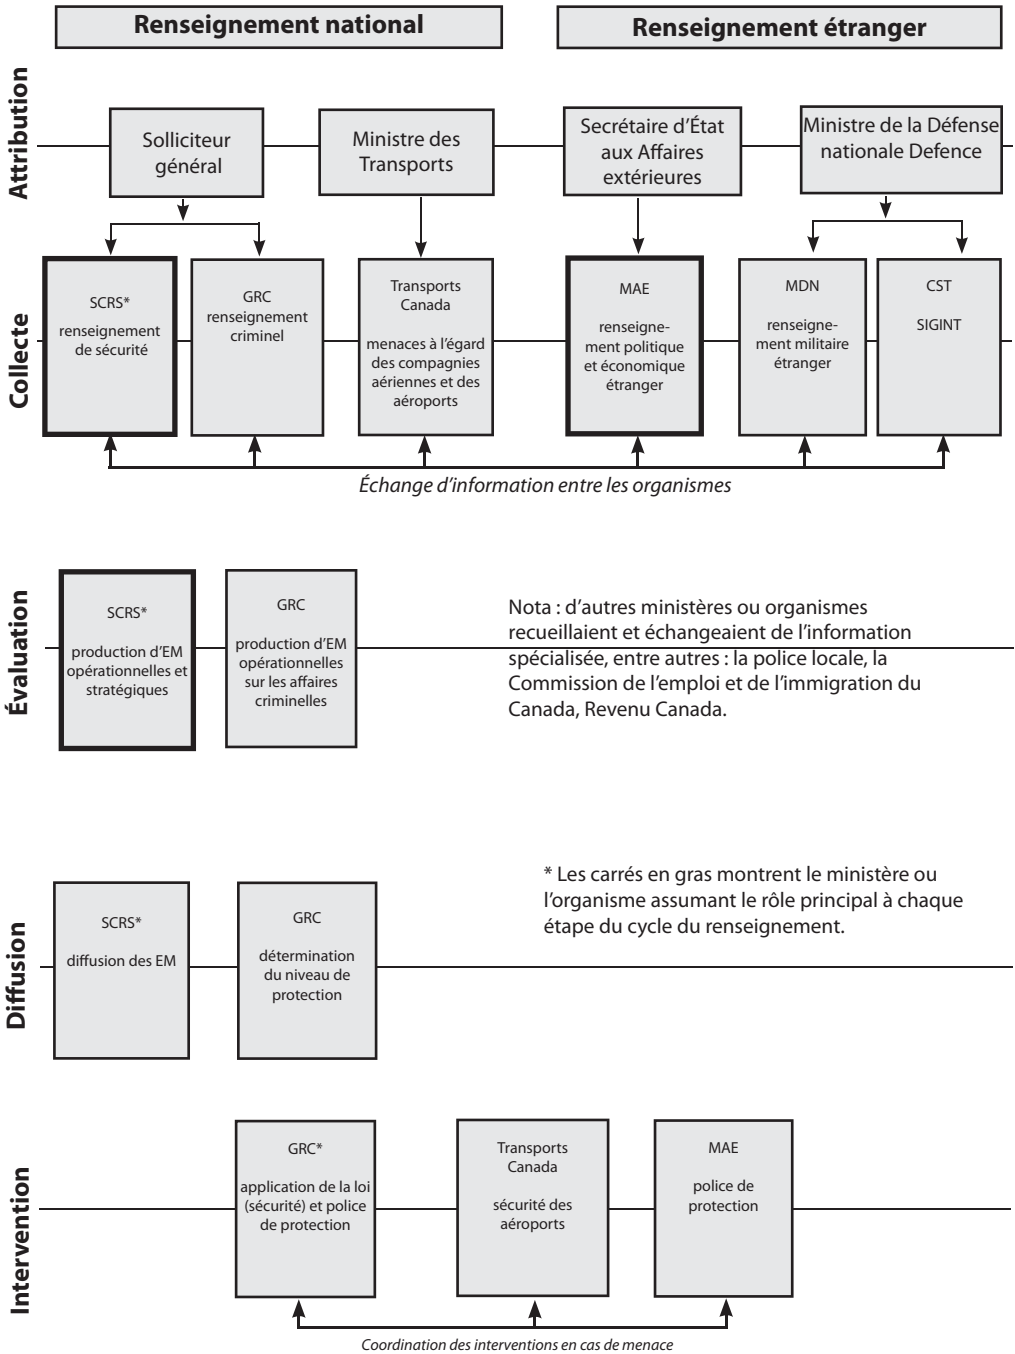 Renseignement national
Renseignement étranger
Attribution
Solliciteur
général
Ministre des
Transports
Secrétaire d'État
aux Affaires
extérieures
Ministre de la Défense
nationale Defence
Collecte
SCRS*
renseignement
de sécurité
GRC
renseignement
criminel
Transports
Canada
menaces à l'égard
des compagnies
aériennes et des
aéroports
MAE
renseigne-
ment politique
et économique
étranger
MDN
renseigne-
ment militaire
étranger
CST
SIGINT
Échange d'information entre les organismes
Évaluation
SCRS*
production d'EM
opérationnelles et
stratégiques
GRC
production d'EM
opérationnelles
sur les affaires
criminelles
Nota : d'autres ministères ou organismes
recueillaient et échangeaient de l'information
spécialisée, entre autres : la police locale, la
Commission de l'emploi et de l'immigration du
Canada, Revenu Canada.
Diffusion
SCRS*
diffusion des EM
GRC
détermination
du niveau de
protection
* Les carrés en gras montrent le ministère ou
l'organisme assumant le rôle principal à chaque
étape du cycle du renseignement.
Intervention
GRC*
application de la loi
(sécurité) et police
de protection
Transports
Canada
sécurité des
aéroports
MAE
police de
protection
Coordination des interventions en cas de menace